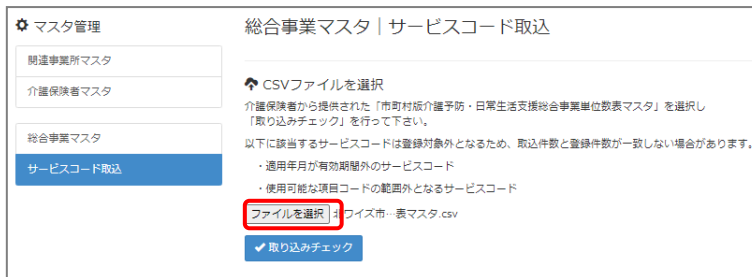 マスタ管理
関連事業所マスタ
介護保険者マスタ
総合事業マスタ
サービスコード取込
総合事業マスタ｜サービスコード取込
CSVファイルを選択
介護保険者から提供された「市町村版介護予防・日常生活支援総合事業単位数表マスタ」を選択し
「取り込みチェック」を行って下さい。
以下に該当するサービスコードは登録対象外となるため、取込件数と登録件数が一致しない場合があります。
・適用年月が有効期間外のサービスコード
・使用可能な項目コードの範囲外となるサービスコード
ファイルを選択 北ワイズ市…表マスタ.csv
取り込みチェック